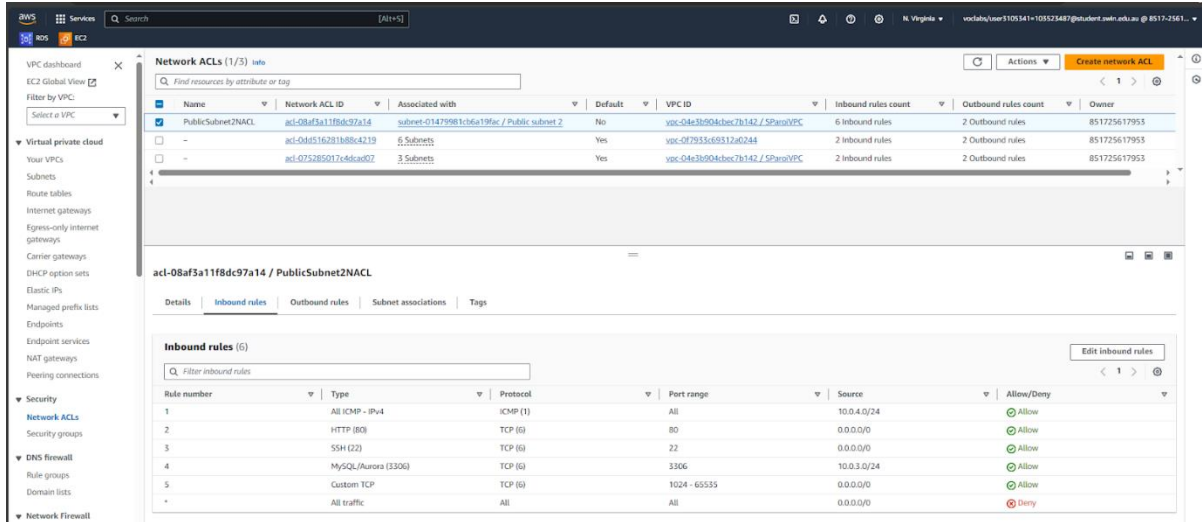 aws Services Search [Alt+S] N. Virginia voclabs/user3105341=103523487@student.swin.edu.au @ 8517-2561...
RDS EC2
VPC dashboard
EC2 Global View
Filter by VPC:
Select a VPC
Virtual private cloud
Your VPCs
Subnets
Route tables
Internet gateways
Egress-only internet
gateways
Carrier gateways
DHCP option sets
Elastic IPs
Managed prefix lists
Endpoints
Endpoint services
NAT gateways
Peering connections
Security
Network ACLs
Security groups
DNS firewall
Rule groups
Domain lists
Network Firewall
Network ACLs (1/3) Info Actions Create network ACL
Find resources by attribute or tag 1
Name Network ACL ID Associated with Default VPC ID Inbound rules count Outbound rules count Owner
PublicSubnet2NACL acl-08af3a11f8dc97a14 subnet-01479981cb6a19fac / Public subnet 2 No vpc-04e3b904cbec7b142 / SParoiVPC 6 Inbound rules 2 Outbound rules 851725617953
- acl-0dd516281b88c4219 6 Subnets Yes vpc-0f7933c69312a0244 2 Inbound rules 2 Outbound rules 851725617953
- acl-075285017c4dcad07 3 Subnets Yes vpc-04e3b904cbec7b142 / SParoiVPC 2 Inbound rules 2 Outbound rules 851725617953
acl-08af3a11f8dc97a14 / PublicSubnet2NACL
Details Inbound rules Outbound rules Subnet associations Tags
Inbound rules (6) Edit inbound rules
Filter inbound rules 1
Rule number Type Protocol Port range Source Allow/Deny
1 All ICMP - IPv4 ICMP (1) All 10.0.4.0/24 Allow
2 HTTP (80) TCP (6) 80 0.0.0.0/0 Allow
3 SSH (22) TCP (6) 22 0.0.0.0/0 Allow
4 MySQL/Aurora (3306) TCP (6) 3306 10.0.3.0/24 Allow
5 Custom TCP TCP (6) 1024 - 65535 0.0.0.0/0 Allow
* All traffic All All 0.0.0.0/0 Deny